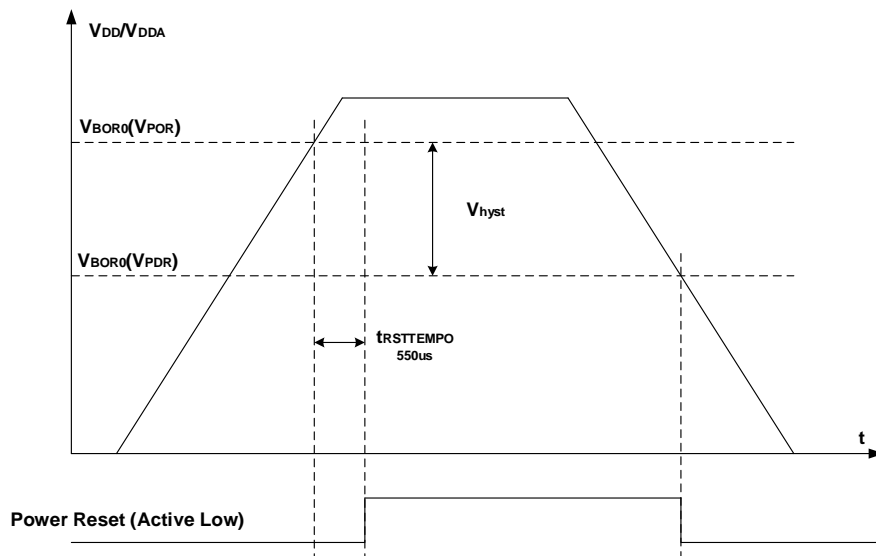 VDD/VDDA
VBOR0(VPOR)
Vhyst
VBOR0(VPDR)
tRSTTEMPO
550us
t
Power Reset (Active Low)